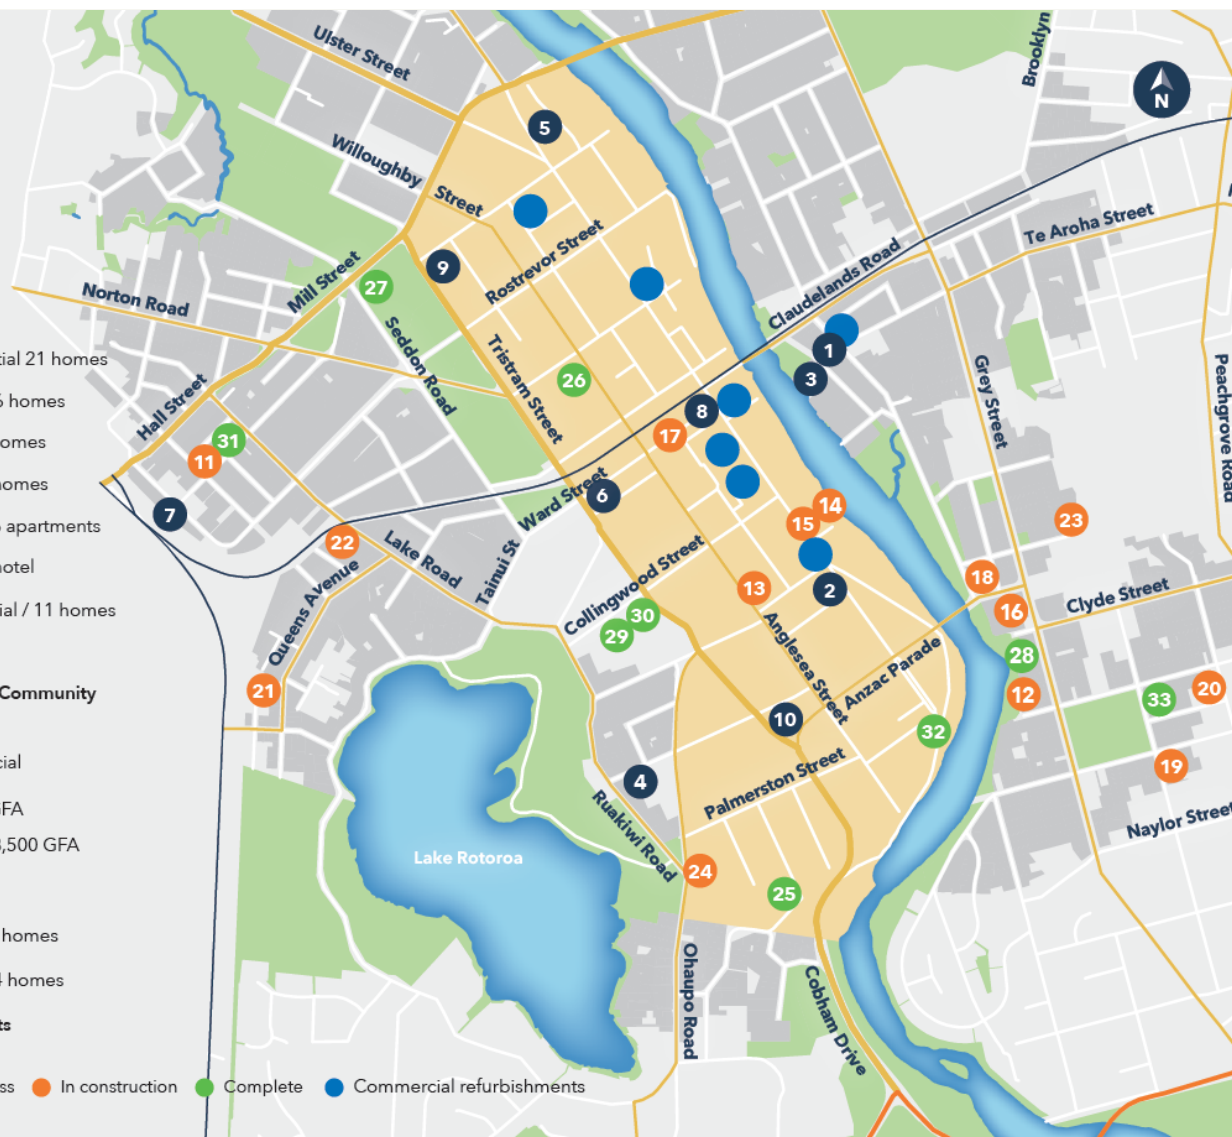 Brooklyn
Ulster Street
N
5
Willoughby Street
Te Aroha Street
Rostrevor Street
Claudelands Road
9
Mill Street
27
Norton Road
Seddon Road
Tristram Street
1
3
tial 21 homes
26
Grey Street
Peachgrove Road
homes
Hall Street
8
17
31
11
omes
homes
7
Ward Street
6
14
15
23
apartments
22
Lake Road
Tainui St
Collingwood Street
hotel
13
2
18
16
Clyde Street
ial / 11 homes
Queens Avenue
30
29
Anglesea Street
Anzac Parade
28
12
20
33
21
Community
10
32
cial
4
Palmerston Street
19
GFA
Ruakiwi Road
Naylor Street
,500 GFA
Lake Rotoroa
24
25
homes
Ohaupo Road
Cobham Drive
4 homes
ts
ss
In construction
Complete
Commercial refurbishments